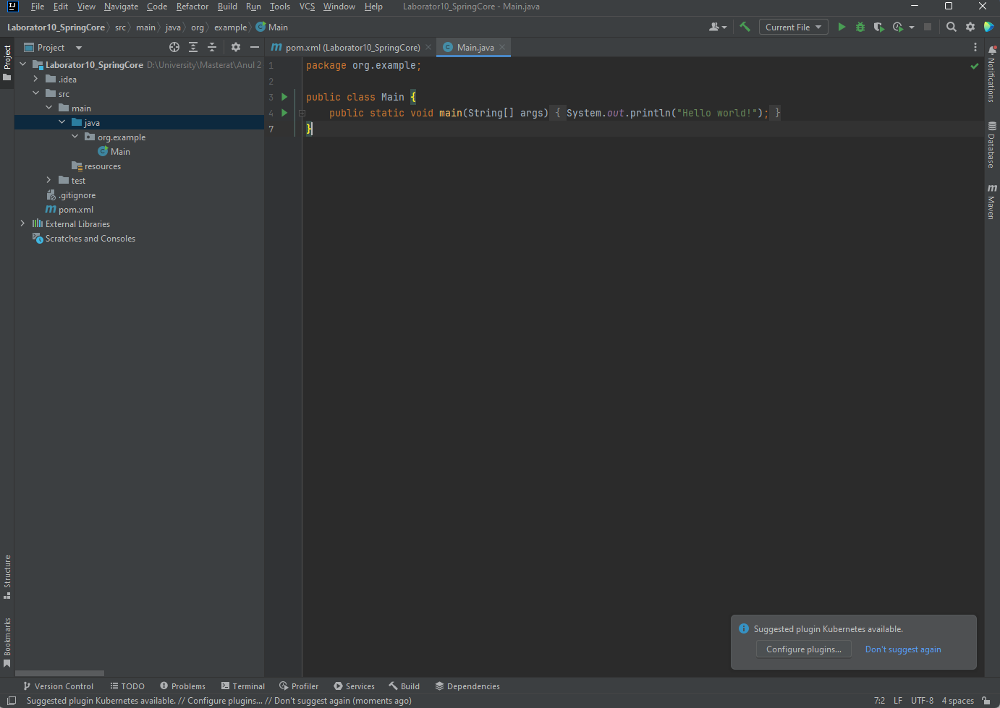 File Edit View Navigate Code Refactor Build Run Tools VCS Window Help Laborator10_SpringCore - Main.java
Laborator10_SpringCore src main java org example Main
Current File
Project
pom.xml (Laborator10_SpringCore)
Main.java
Project
Laborator10_SpringCore D:\University\Masterat\Anul 2
.idea
src
main
java
org.example
Main
resources
test
.gitignore
pom.xml
External Libraries
Scratches and Consoles
1 package org.example;
2
3 public class Main {
4 public static void main(String[] args) { System.out.println("Hello world!"); }
7 }
Notifications
Database
Maven
Structure
Bookmarks
Suggested plugin Kubernetes available.
Configure plugins... Don't suggest again
Version Control TODO Problems Terminal Profiler Services Build Dependencies
Suggested plugin Kubernetes available. // Configure plugins... // Don't suggest again (moments ago) 7:2 LF UTF-8 4 spaces